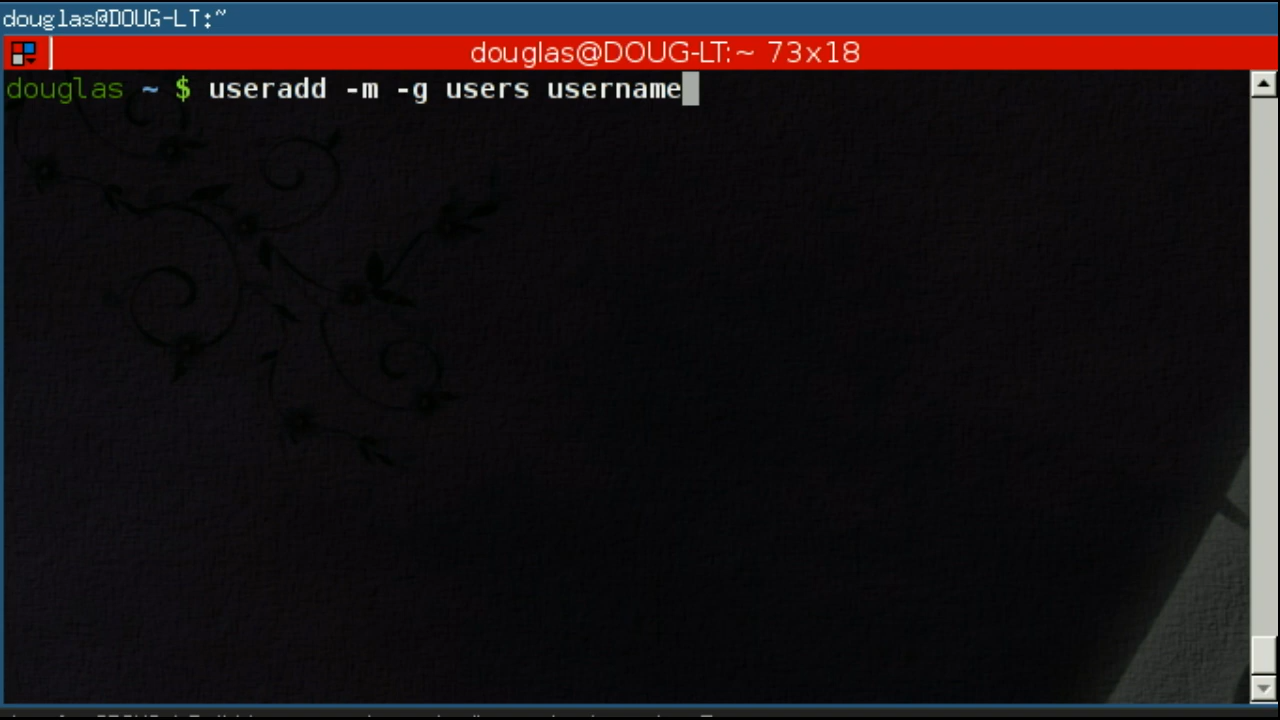 douglas@DOUG-LT:~
douglas@DOUG-LT:~ 73x18
douglas ~ $ useradd -m -g users username